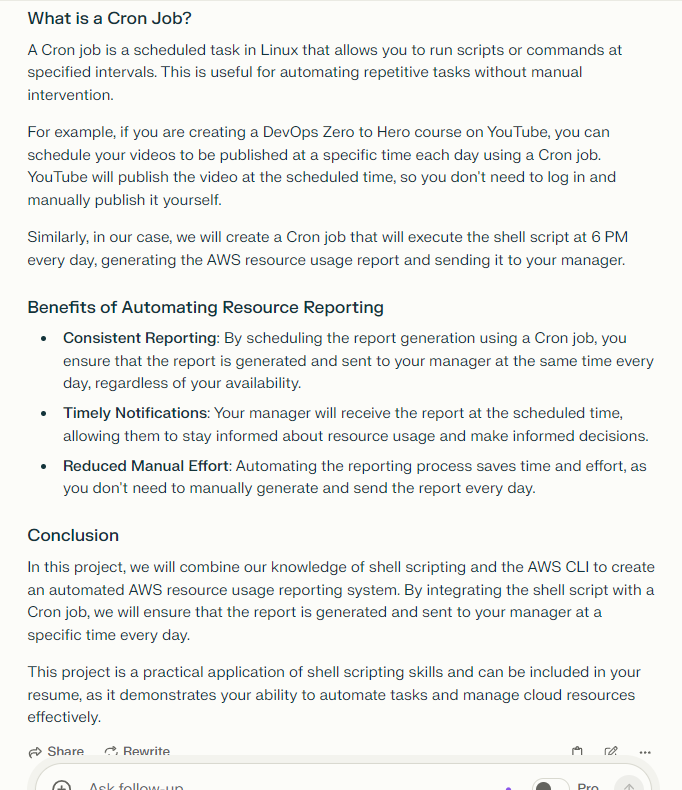 What is a Cron Job?
A Cron job is a scheduled task in Linux that allows you to run scripts or commands at
specified intervals. This is useful for automating repetitive tasks without manual
intervention.
For example, if you are creating a DevOps Zero to Hero course on YouTube, you can
schedule your videos to be published at a specific time each day using a Cron job.
YouTube will publish the video at the scheduled time, so you don't need to log in and
manually publish it yourself.
Similarly, in our case, we will create a Cron job that will execute the shell script at 6 PM
every day, generating the AWS resource usage report and sending it to your manager.
Benefits of Automating Resource Reporting
• Consistent Reporting: By scheduling the report generation using a Cron job, you
ensure that the report is generated and sent to your manager at the same time every
day, regardless of your availability.
• Timely Notifications: Your manager will receive the report at the scheduled time,
allowing them to stay informed about resource usage and make informed decisions.
• Reduced Manual Effort: Automating the reporting process saves time and effort, as
you don't need to manually generate and send the report every day.
Conclusion
In this project, we will combine our knowledge of shell scripting and the AWS CLI to create
an automated AWS resource usage reporting system. By integrating the shell script with a
Cron job, we will ensure that the report is generated and sent to your manager at a
specific time every day.
This project is a practical application of shell scripting skills and can be included in your
resume, as it demonstrates your ability to automate tasks and manage cloud resources
effectively.
Share Rewrite
Ask follow-up Pro